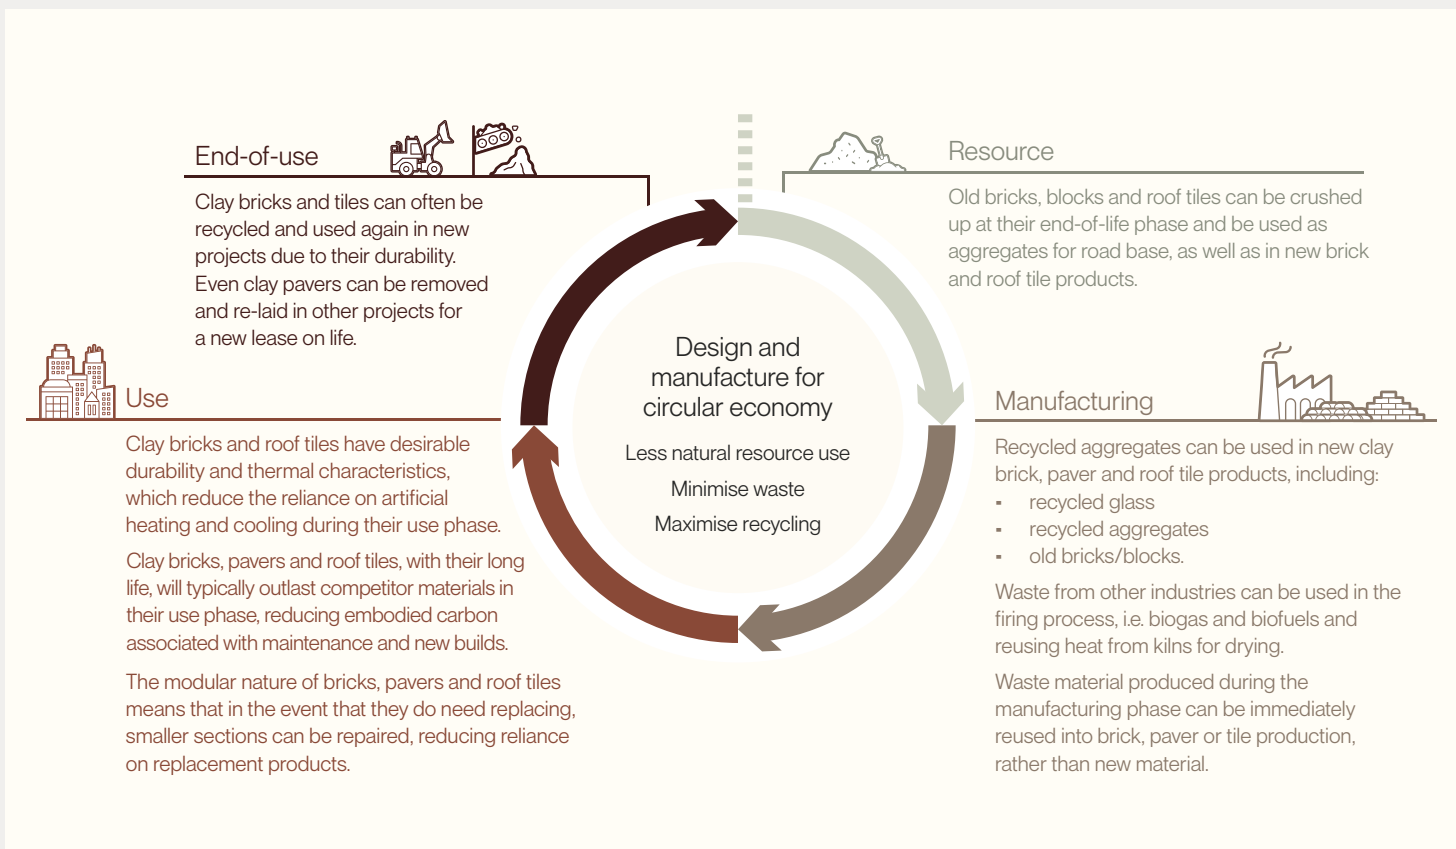 End-of-use
Clay bricks and tiles can often be
recycled and used again in new
projects due to their durability.
Even clay pavers can be removed
and re-laid in other projects for
a new lease on life.
Resource
Old bricks, blocks and roof tiles can be crushed
up at their end-of-life phase and be used as
aggregates for road base, as well as in new brick
and roof tile products.
Use
Clay bricks and roof tiles have desirable
durability and thermal characteristics,
which reduce the reliance on artificial
heating and cooling during their use phase.
Clay bricks, pavers and roof tiles, with their long
life, will typically outlast competitor materials in
their use phase, reducing embodied carbon
associated with maintenance and new builds.
The modular nature of bricks, pavers and roof tiles
means that in the event that they do need replacing,
smaller sections can be repaired, reducing reliance
on replacement products.
Design and
manufacture for
circular economy
Less natural resource use
Minimise waste
Maximise recycling
Manufacturing
Recycled aggregates can be used in new clay
brick, paver and roof tile products, including:
- recycled glass
- recycled aggregates
- old bricks/blocks.
Waste from other industries can be used in the
firing process, i.e. biogas and biofuels and
reusing heat from kilns for drying.
Waste material produced during the
manufacturing phase can be immediately
reused into brick, paver or tile production,
rather than new material.